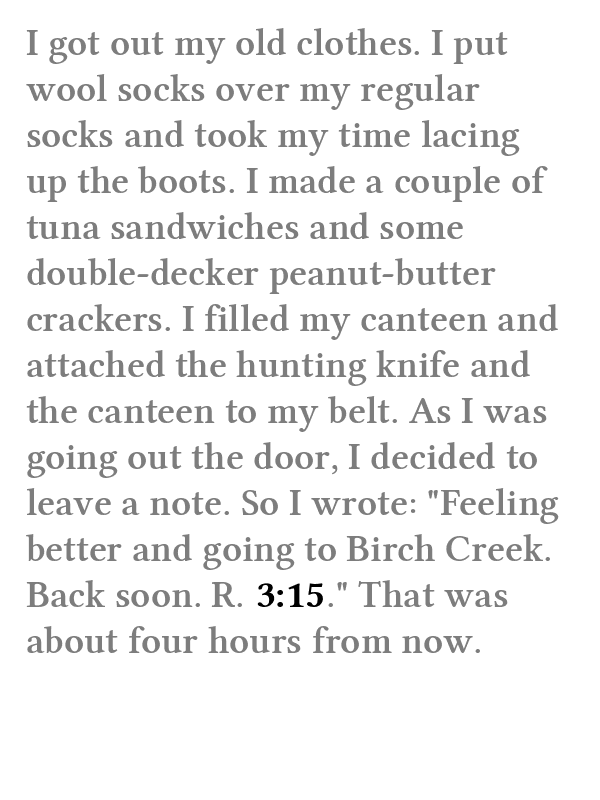 I got out my old clothes. I put
wool socks over my regular
socks and took my time lacing
up the boots. I made a couple of
tuna sandwiches and some
double-decker peanut-butter
crackers. I filled my canteen and
attached the hunting knife and
the canteen to my belt. As I was
going out the door, I decided to
leave a note. So I wrote: "Feeling
better and going to Birch Creek.
Back soon. R. 3:15." That was
about four hours from now.